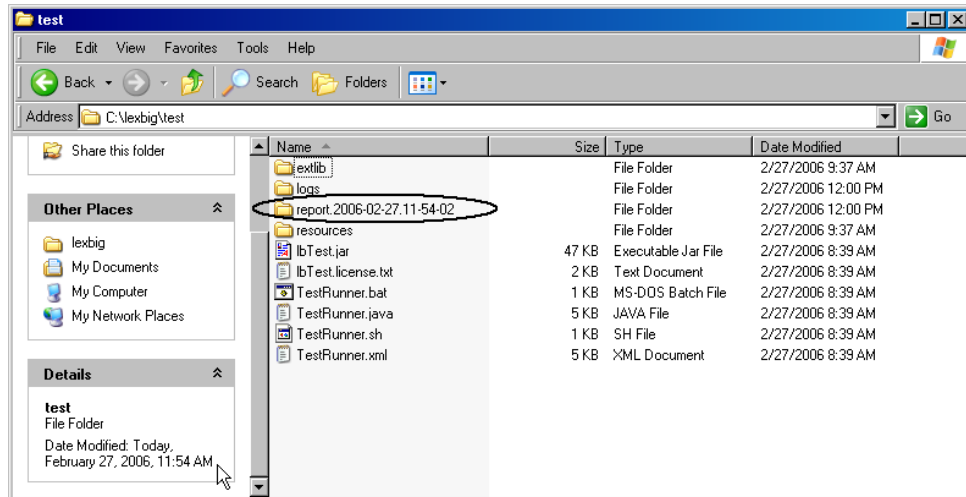 test
File Edit View Favorites Tools Help
Back Search Folders
Address C:\lexbig\test Go
Share this folder
Other Places
lexbig
My Documents
My Computer
My Network Places
Details
test
File Folder
Date Modified: Today,
February 27, 2006, 11:54 AM
Name Size Type Date Modified
extlib File Folder 2/27/2006 9:37 AM
logs File Folder 2/27/2006 12:00 PM
report.2006-02-27.11-54-02 File Folder 2/27/2006 12:00 PM
resources File Folder 2/27/2006 9:37 AM
lbTest.jar 47 KB Executable Jar File 2/27/2006 8:39 AM
lbTest.license.txt 2 KB Text Document 2/27/2006 8:39 AM
TestRunner.bat 1 KB MS-DOS Batch File 2/27/2006 8:39 AM
TestRunner.java 5 KB JAVA File 2/27/2006 8:39 AM
TestRunner.sh 1 KB SH File 2/27/2006 8:39 AM
TestRunner.xml 5 KB XML Document 2/27/2006 8:39 AM